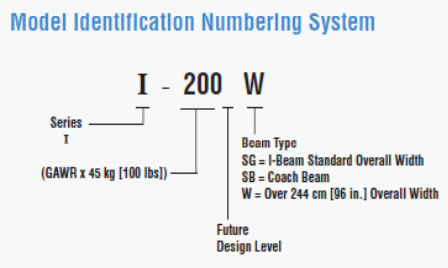 Model Identification Numbering System
I - 200 W
Series
I
(GAWR x 45 kg [100 lbs])
Beam Type
SG = I-Beam Standard Overall Width
SB = Coach Beam
W = Over 244 cm [96 in.] Overall Width
Future
Design Level